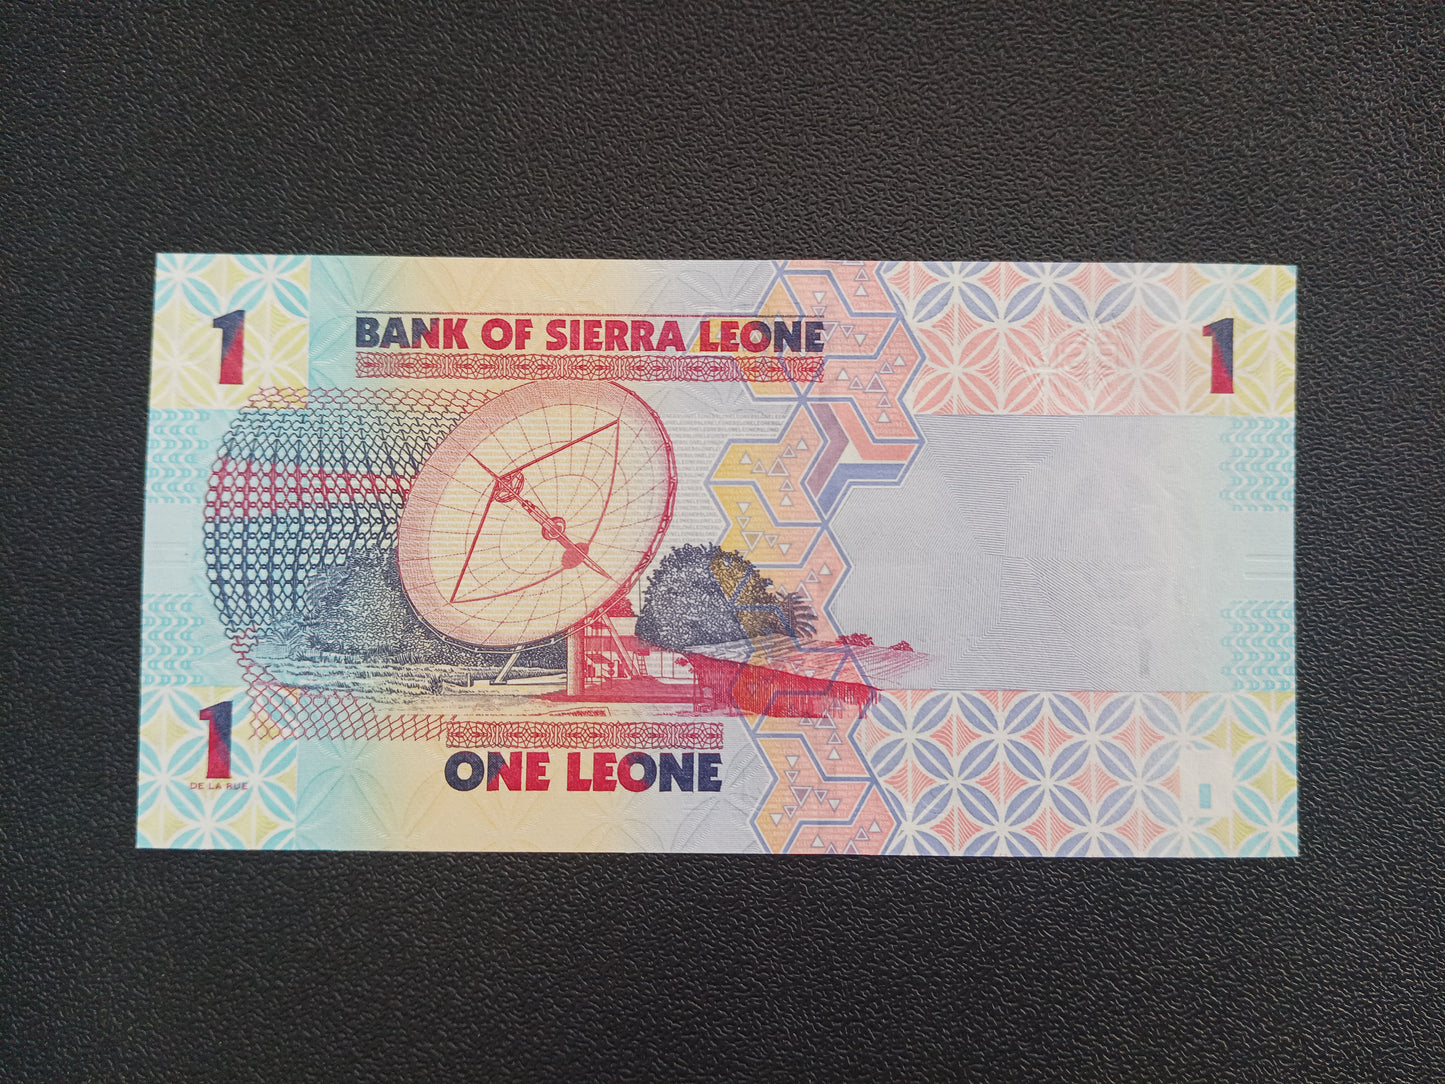 1
BANK OF SIERRA LEONE
1
1
DE LA RUE
ONE LEONE